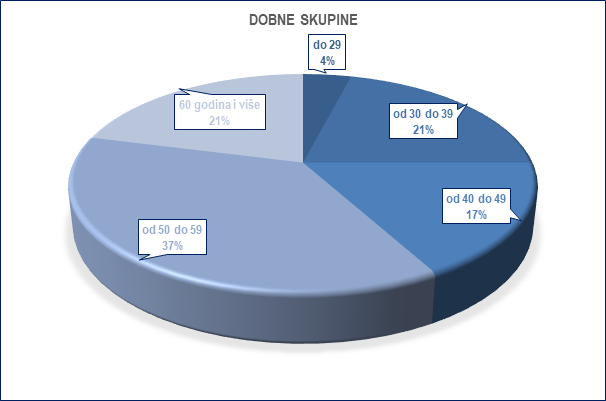 DOBNE SKUPINE
do 29
4%
od 30 do 39
21%
od 40 do 49
17%
od 50 do 59
37%
60 godina i više
21%